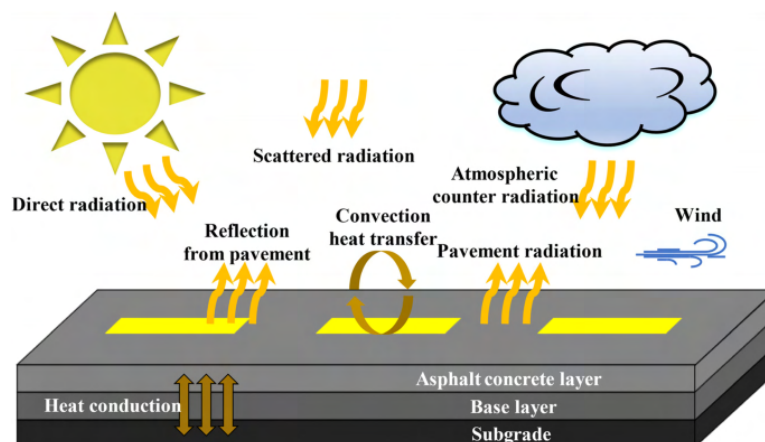 Scattered radiation
Atmospheric
counter radiation
Direct radiation
Reflection
from pavement
Convection
heat transfer
Pavement radiation
Wind
Asphalt concrete layer
Heat conduction
Base layer
Subgrade